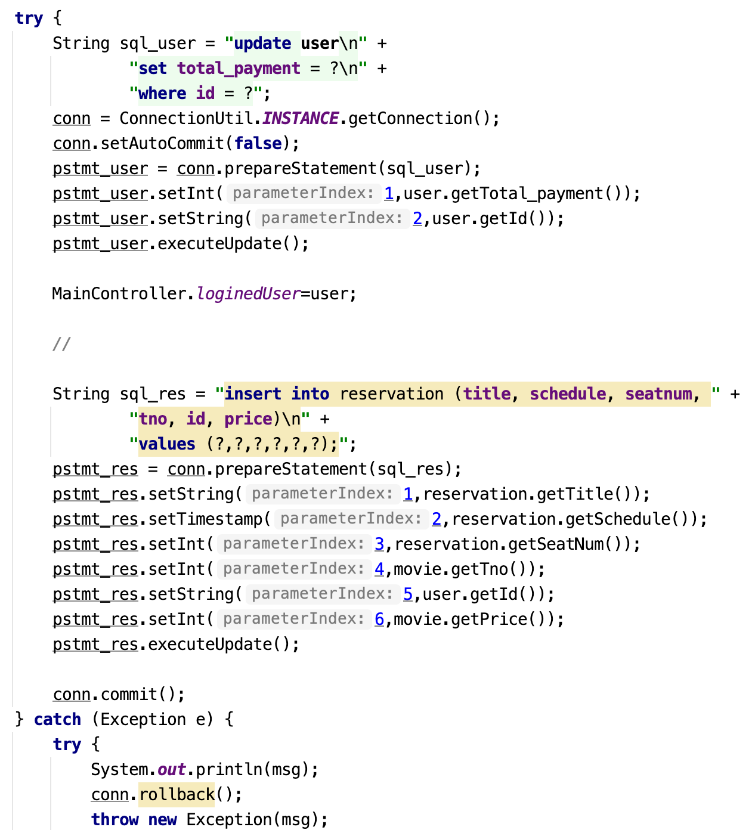 try {
String sql_user = "update user\n" +
"set total_payment = ?\n" +
"where id = ?";
conn = ConnectionUtil.INSTANCE.getConnection();
conn.setAutoCommit(false);
pstmt_user = conn.prepareStatement(sql_user);
pstmt_user.setInt( parameterIndex: 1,user.getTotal_payment());
pstmt_user.setString( parameterIndex: 2,user.getId());
pstmt_user.executeUpdate();
MainController.loginedUser=user;
//
String sql_res = "insert into reservation (title, schedule, seatnum, " +
"tno, id, price)\n" +
"values (?,?,?,?,?,?);";
pstmt_res = conn.prepareStatement(sql_res);
pstmt_res.setString( parameterIndex: 1,reservation.getTitle());
pstmt_res.setTimestamp( parameterIndex: 2,reservation.getSchedule());
pstmt_res.setInt( parameterIndex: 3,reservation.getSeatNum());
pstmt_res.setInt( parameterIndex: 4,movie.getTno());
pstmt_res.setString( parameterIndex: 5,user.getId());
pstmt_res.setInt( parameterIndex: 6,movie.getPrice());
pstmt_res.executeUpdate();
conn.commit();
} catch (Exception e) {
try {
System.out.println(msg);
conn.rollback();
throw new Exception(msg);